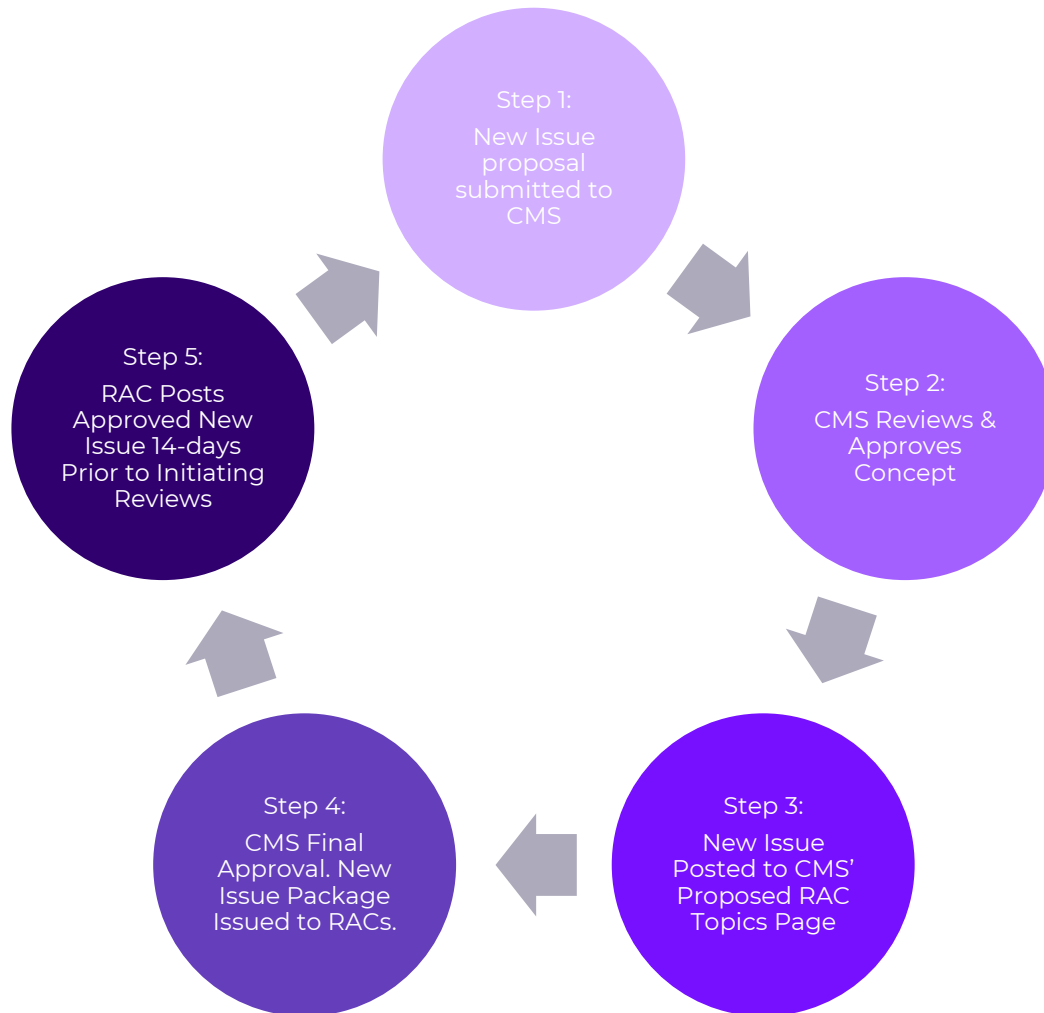 Step 1:
New Issue
proposal
submitted to
CMS
Step 2:
CMS Reviews &
Approves
Concept
Step 3:
New Issue
Posted to CMS’
Proposed RAC
Topics Page
Step 4:
CMS Final
Approval. New
Issue Package
Issued to RACs.
Step 5:
RAC Posts
Approved New
Issue 14-days
Prior to Initiating
Reviews